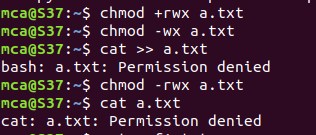 mca@S37:~$ chmod +rwx a.txt
mca@S37:~$ chmod -wx a.txt
mca@S37:~$ cat >> a.txt
bash: a.txt: Permission denied
mca@S37:~$ chmod -rwx a.txt
mca@S37:~$ cat a.txt
cat: a.txt: Permission denied